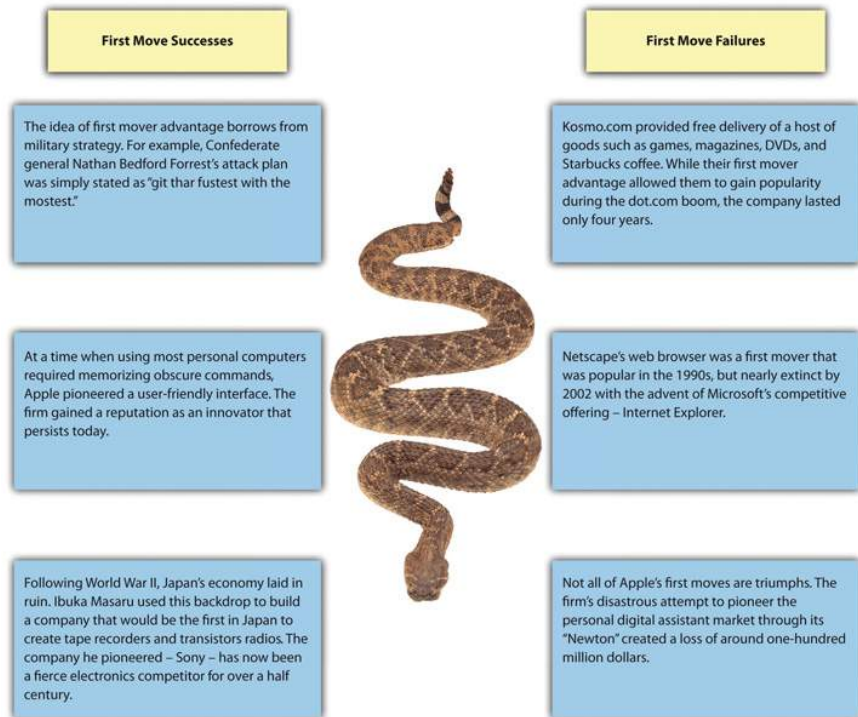 First Move Successes
The idea of first mover advantage borrows from
military strategy. For example, Confederate
general Nathan Bedford Forrest's attack plan
was simply stated as "git thar fustest with the
mostest."
At a time when using most personal computers
required memorizing obscure commands,
Apple pioneered a user-friendly interface. The
firm gained a reputation as an innovator that
persists today.
Following World War II, Japan's economy laid in
ruin. Ibuka Masaru used this backdrop to build
a company that would be the first in Japan to
create tape recorders and transistors radios. The
company he pioneered – Sony – has now been
a fierce electronics competitor for over a half
century.
First Move Failures
Kosmo.com provided free delivery of a host of
goods such as games, magazines, DVDs, and
Starbucks coffee. While their first mover
advantage allowed them to gain popularity
during the dot.com boom, the company lasted
only four years.
Netscape's web browser was a first mover that
was popular in the 1990s, but nearly extinct by
2002 with the advent of Microsoft's competitive
offering – Internet Explorer.
Not all of Apple's first moves are triumphs. The
firm's disastrous attempt to pioneer the
personal digital assistant market through its
"Newton" created a loss of around one-hundred
million dollars.